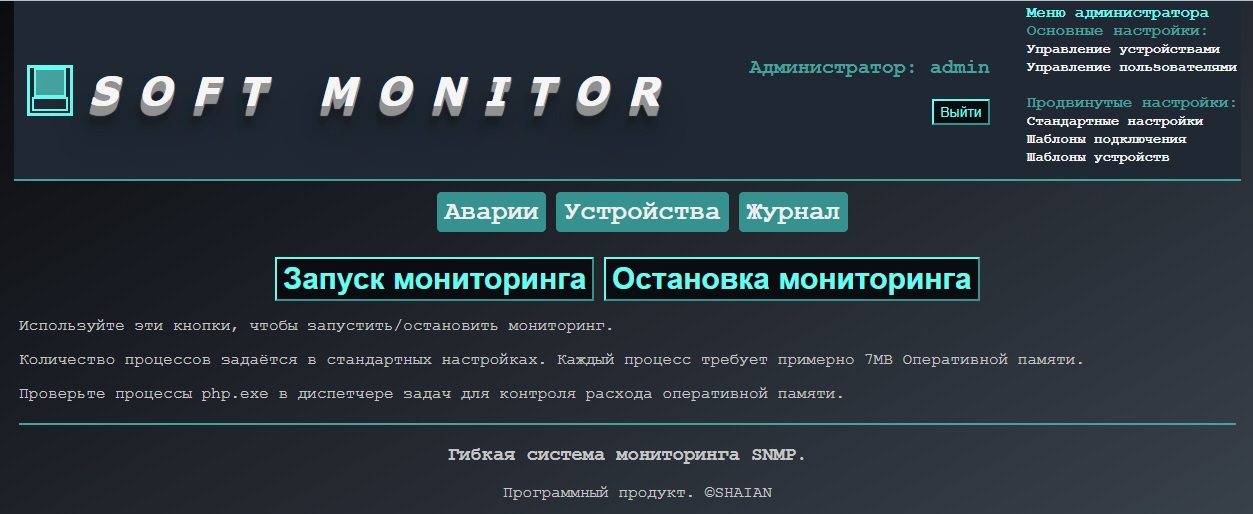 SOFT MONITOR
Администратор: admin
Выйти
Меню администратора
Основные настройки:
Управление устройствами
Управление пользователями
Продвинутые настройки:
Стандартные настройки
Шаблоны подключения
Шаблоны устройств
Аварии Устройства Журнал
Запуск мониторинга Остановка мониторинга
Используйте эти кнопки, чтобы запустить/остановить мониторинг.
Количество процессов задаётся в стандартных настройках. Каждый процесс требует примерно 7МВ Оперативной памяти.
Проверьте процессы php.exe в диспетчере задач для контроля расхода оперативной памяти.
Гибкая система мониторинга SNMP.
Программный продукт. ©SHAIAN